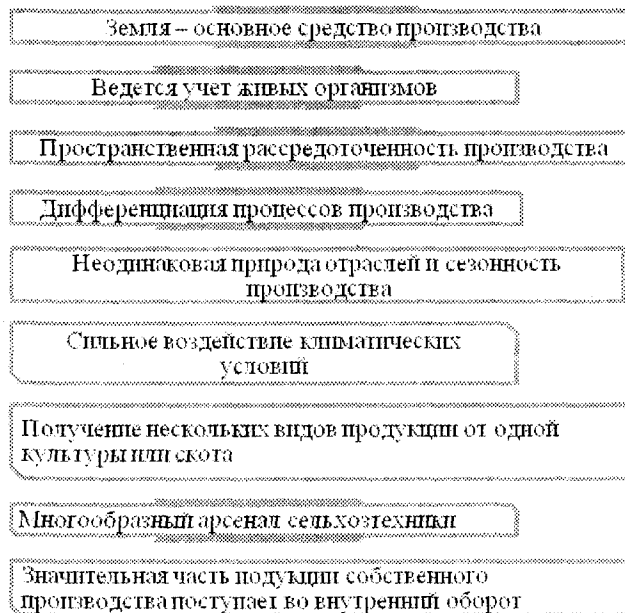 Земля – основное средство производства
Ведется учет живых организмов
Пространственная рассредоточенность производства
Дифференциация процессов производства
Неодинаковая природа отраслей и сезонность
производства
Сильное воздействие климатических
условий
Получение нескольких видов продукции от одной
культуры или скота
Многообразный арсенал сельхозтехники
Значительная часть подукции собственного
производства поступает во внутренний оборот